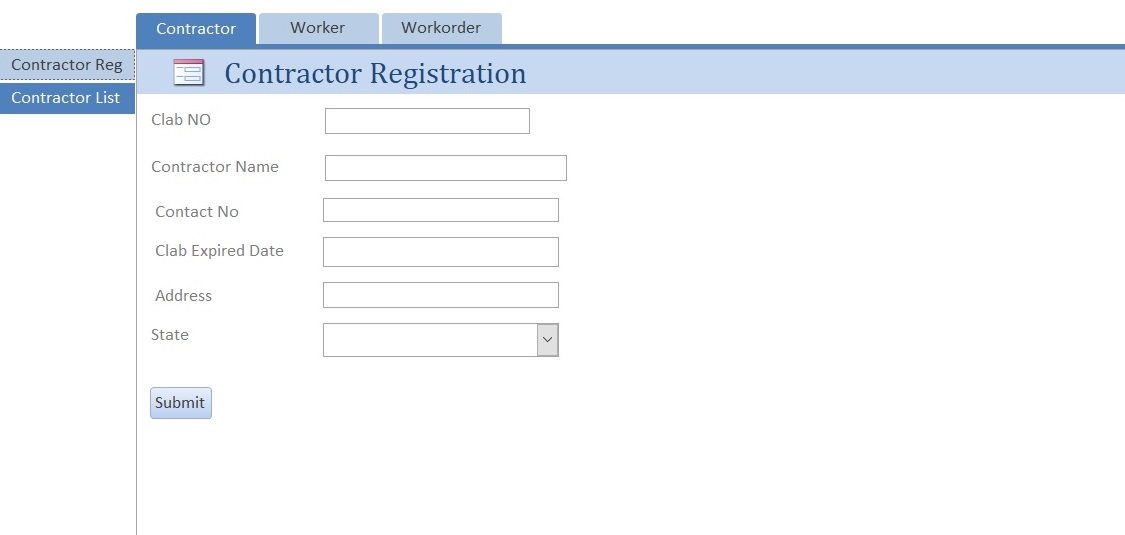 Contractor
Worker
Workorder
Contractor Reg
Contractor List
Contractor Registration
Clab NO
Contractor Name
Contact No
Clab Expired Date
Address
State
Submit